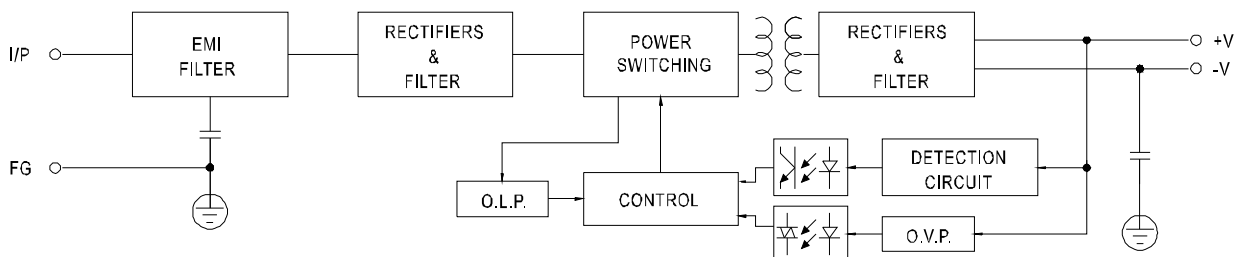 I/P
EMI
FILTER
RECTIFIERS
&
FILTER
POWER
SWITCHING
RECTIFIERS
&
FILTER
+V
-V
FG
O.L.P.
CONTROL
DETECTION
CIRCUIT
O.V.P.